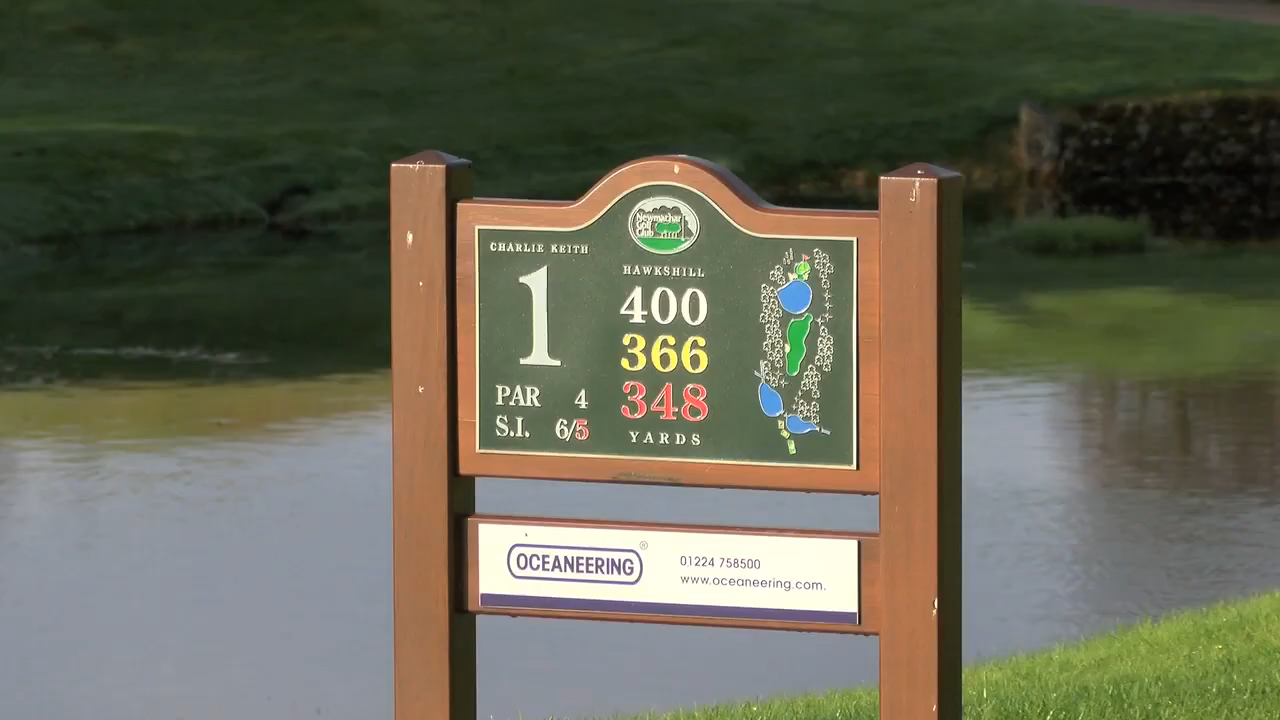 Newmachar
Golf
Club
CHARLIE KEITH
1
PAR 4
S.I. 6/5
HAWKSHILL
400
366
348
YARDS
OCEANEERING®
01224 758500
www.oceaneering.com.